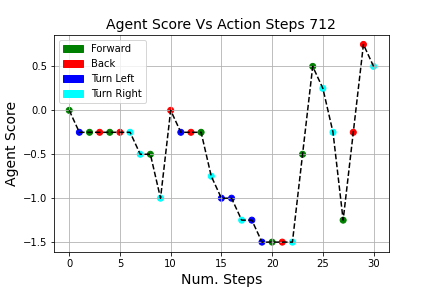 Agent Score Vs Action Steps 712
Forward
Back
Turn Left
Turn Right
Agent Score
0.5
0.0
−0.5
−1.0
−1.5
0 5 10 15 20 25 30
Num. Steps